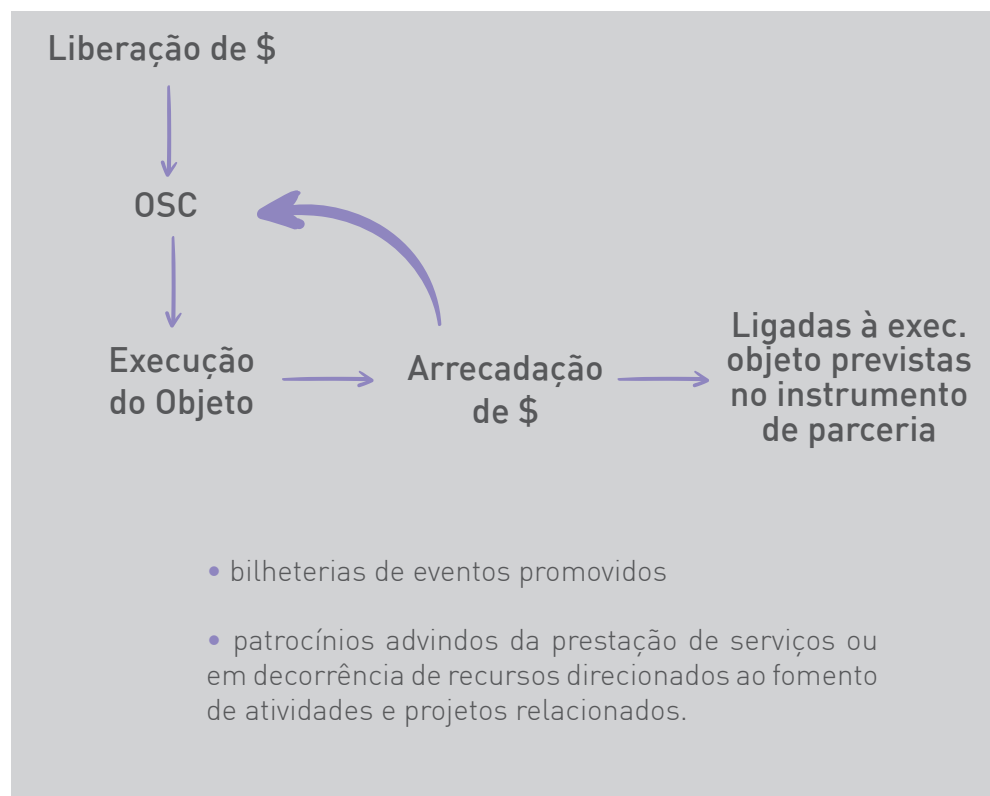 Liberação de $
OSC
Execução
do Objeto
Arrecadação
de $
Ligadas à exec.
objeto previstas
no instrumento
de parceria
• bilheterias de eventos promovidos
• patrocínios advindos da prestação de serviços ou
em decorrência de recursos direcionados ao fomento
de atividades e projetos relacionados.